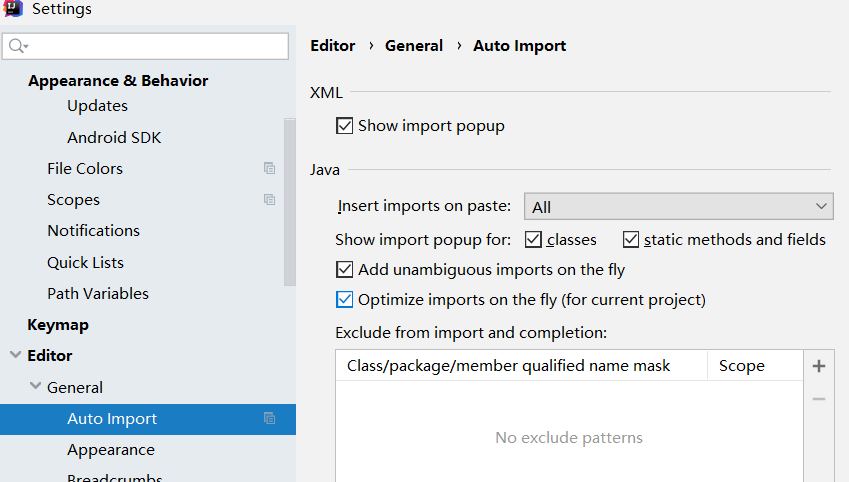 Settings
Appearance & Behavior
Updates
Android SDK
File Colors
Scopes
Notifications
Quick Lists
Path Variables
Keymap
Editor
General
Auto Import
Appearance
Breadcrumbs
Editor › General › Auto Import
XML
Show import popup
Java
Insert imports on paste: All
Show import popup for: classes static methods and fields
Add unambiguous imports on the fly
Optimize imports on the fly (for current project)
Exclude from import and completion:
Class/package/member qualified name mask Scope
No exclude patterns